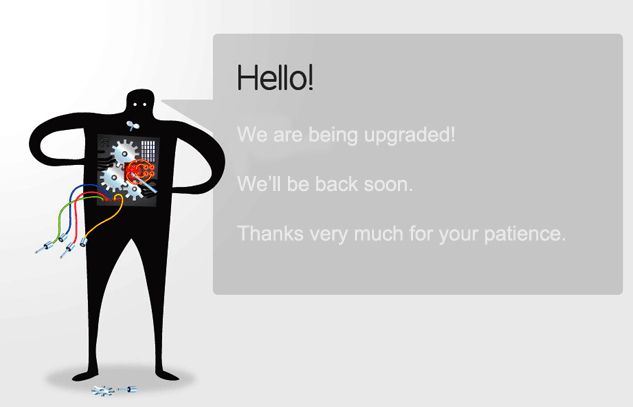 Hello!
We are being upgraded!
We'll be back soon.
Thanks very much for your patience.